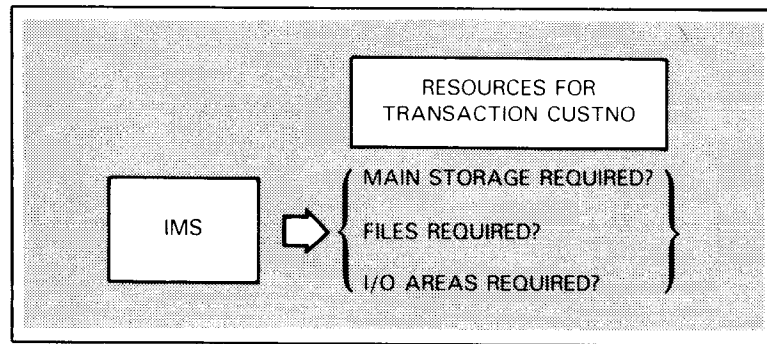 RESOURCES FOR
TRANSACTION CUSTNO
MAIN STORAGE REQUIRED?
IMS
FILES REQUIRED?
I/O AREAS REQUIRED?